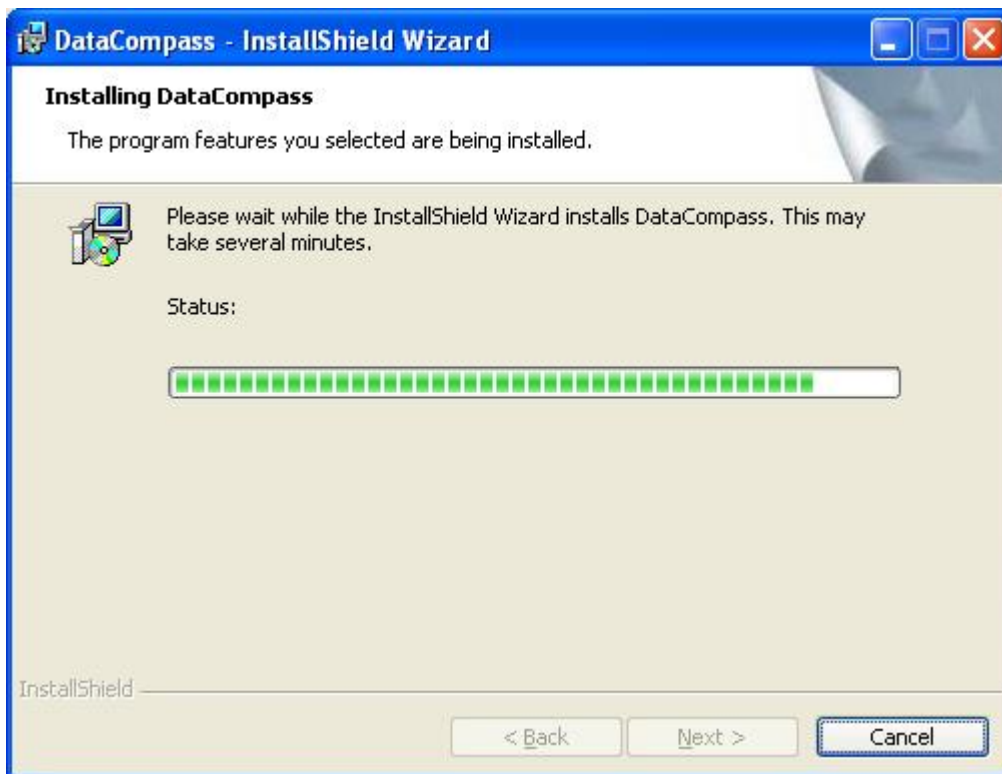 DataCompass - InstallShield Wizard
Installing DataCompass
The program features you selected are being installed.
Please wait while the InstallShield Wizard installs DataCompass. This may
take several minutes.
Status:
InstallShield
< Back
Next >
Cancel